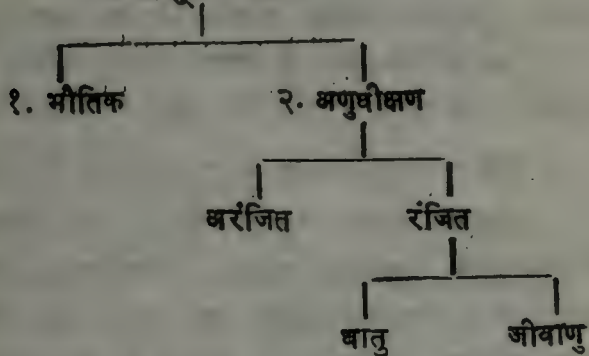 १. भौतिक २. अणुवीक्षण
अरंजित रंजित
धातु जीवाणु